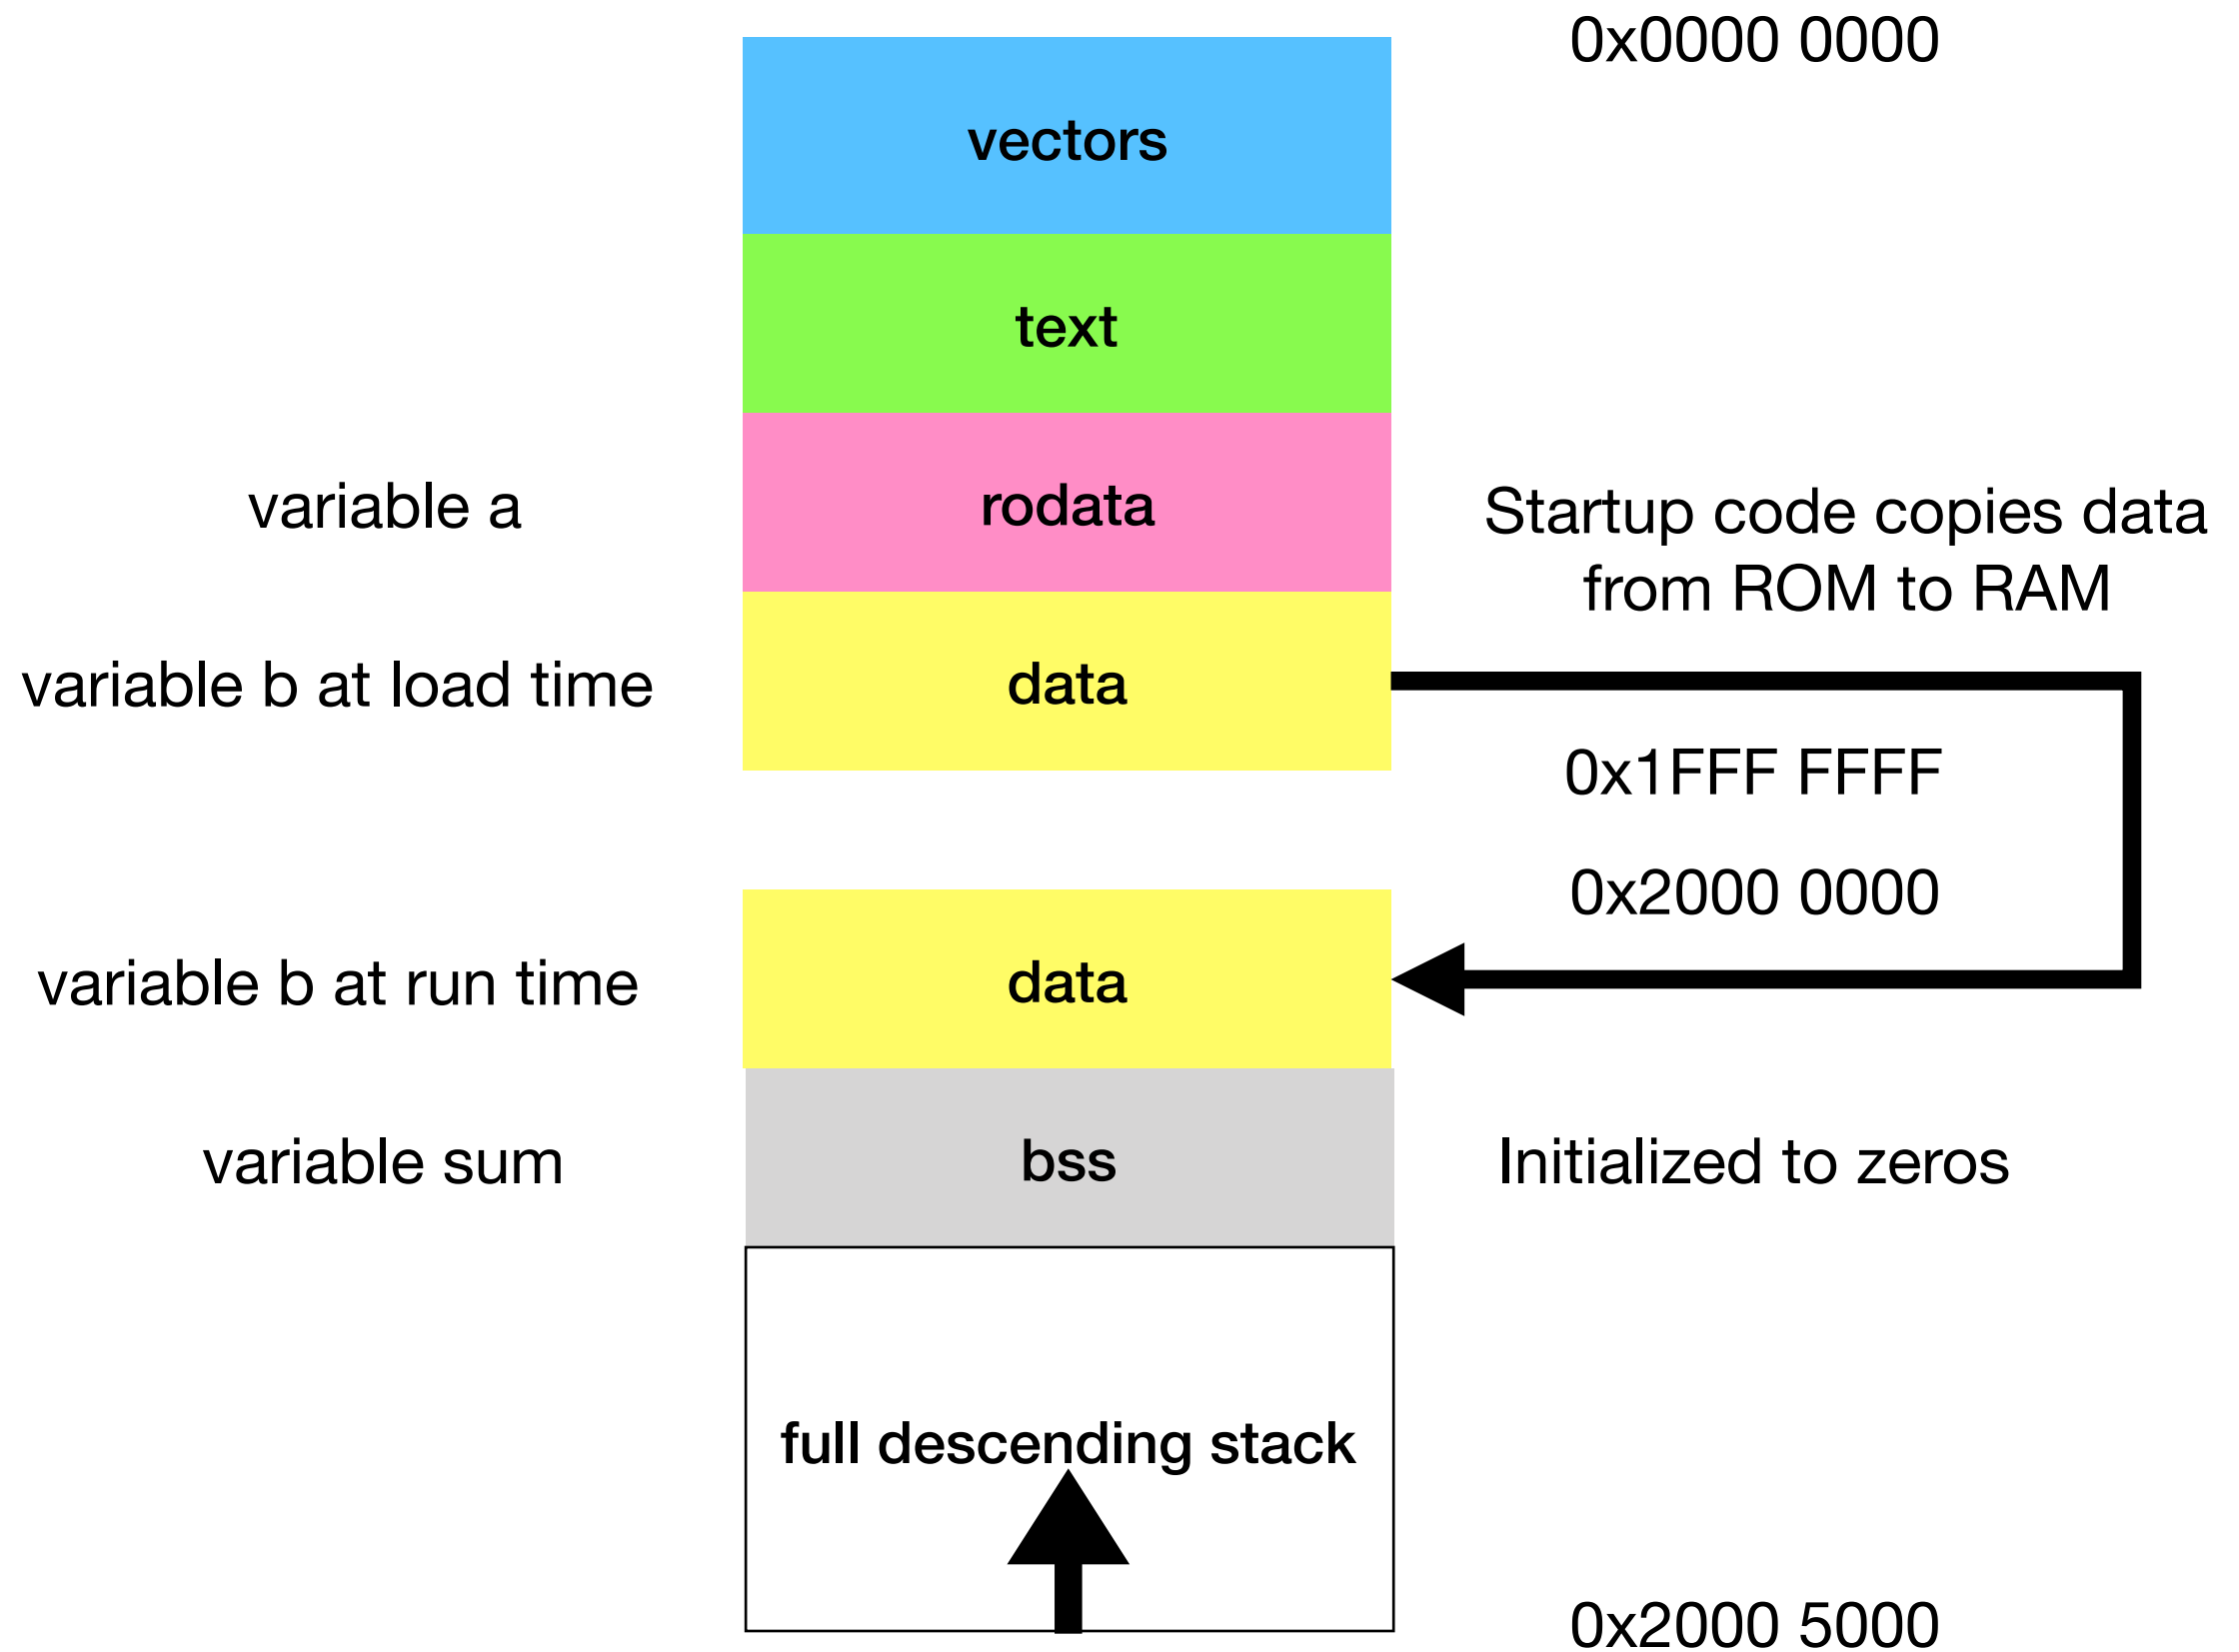 0x0000 0000
vectors
text
variable a
rodata
Startup code copies data
from ROM to RAM
variable b at load time
data
0x1FFF FFFF
0x2000 0000
variable b at run time
data
variable sum
bss
Initialized to zeros
full descending stack
0x2000 5000